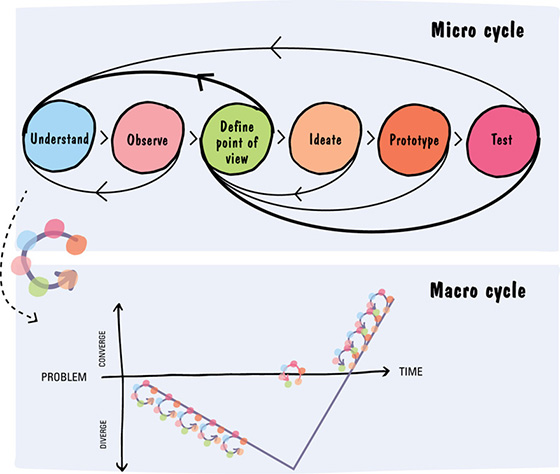 Micro cycle
Understand
Observe
Define
point of
view
Ideate
Prototype
Test
Macro cycle
CONVERGE
PROBLEM
TIME
DIVERGE